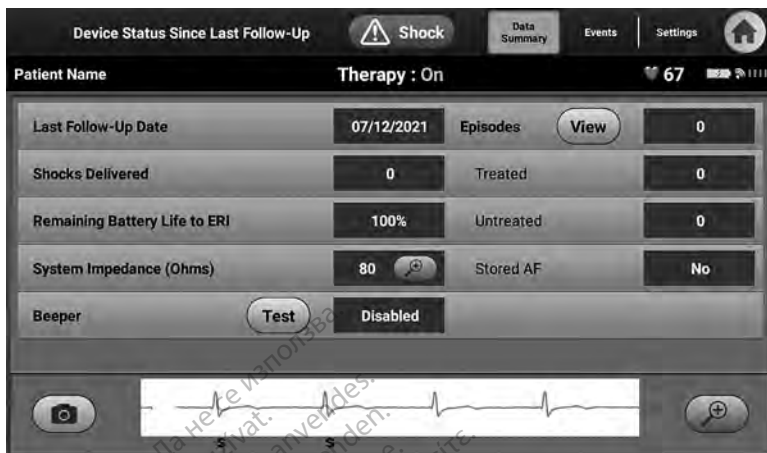 Device Status Since Last Follow-Up
Shock
Data Summary
Events
Settings
Patient Name
Therapy : On
67
Last Follow-Up Date
07/12/2021
Episodes
View
0
Shocks Delivered
0
Treated
0
Remaining Battery Life to ERI
100%
Untreated
0
System Impedance (Ohms)
80
Stored AF
No
Beeper
Test
Disabled
S
S